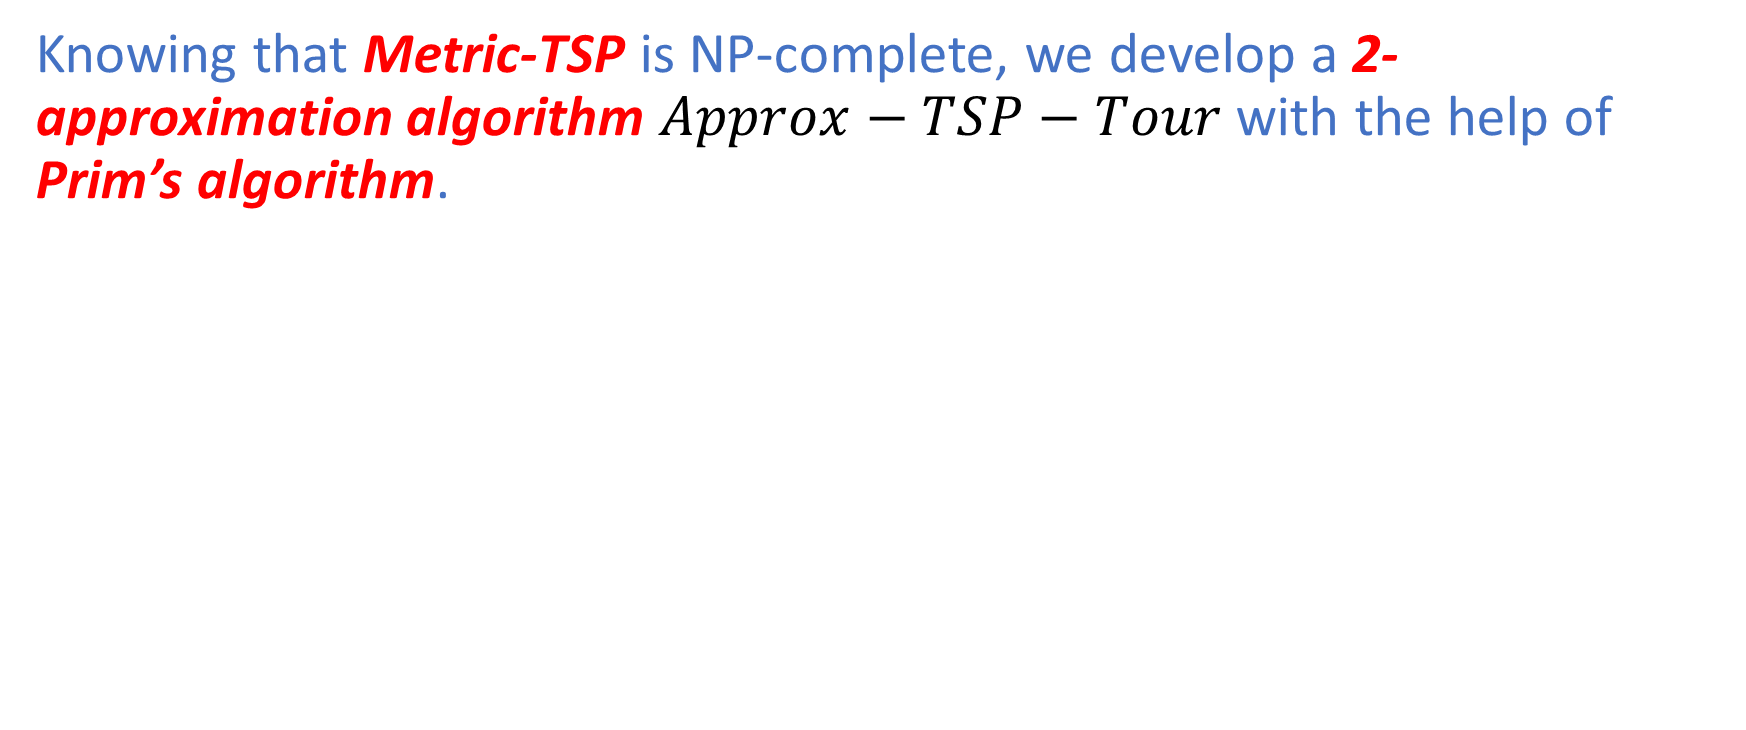 Knowing that Metric-TSP is NP-complete, we develop a 2-
approximation algorithm Approx − TSP − Tour with the help of
Prim’s algorithm.